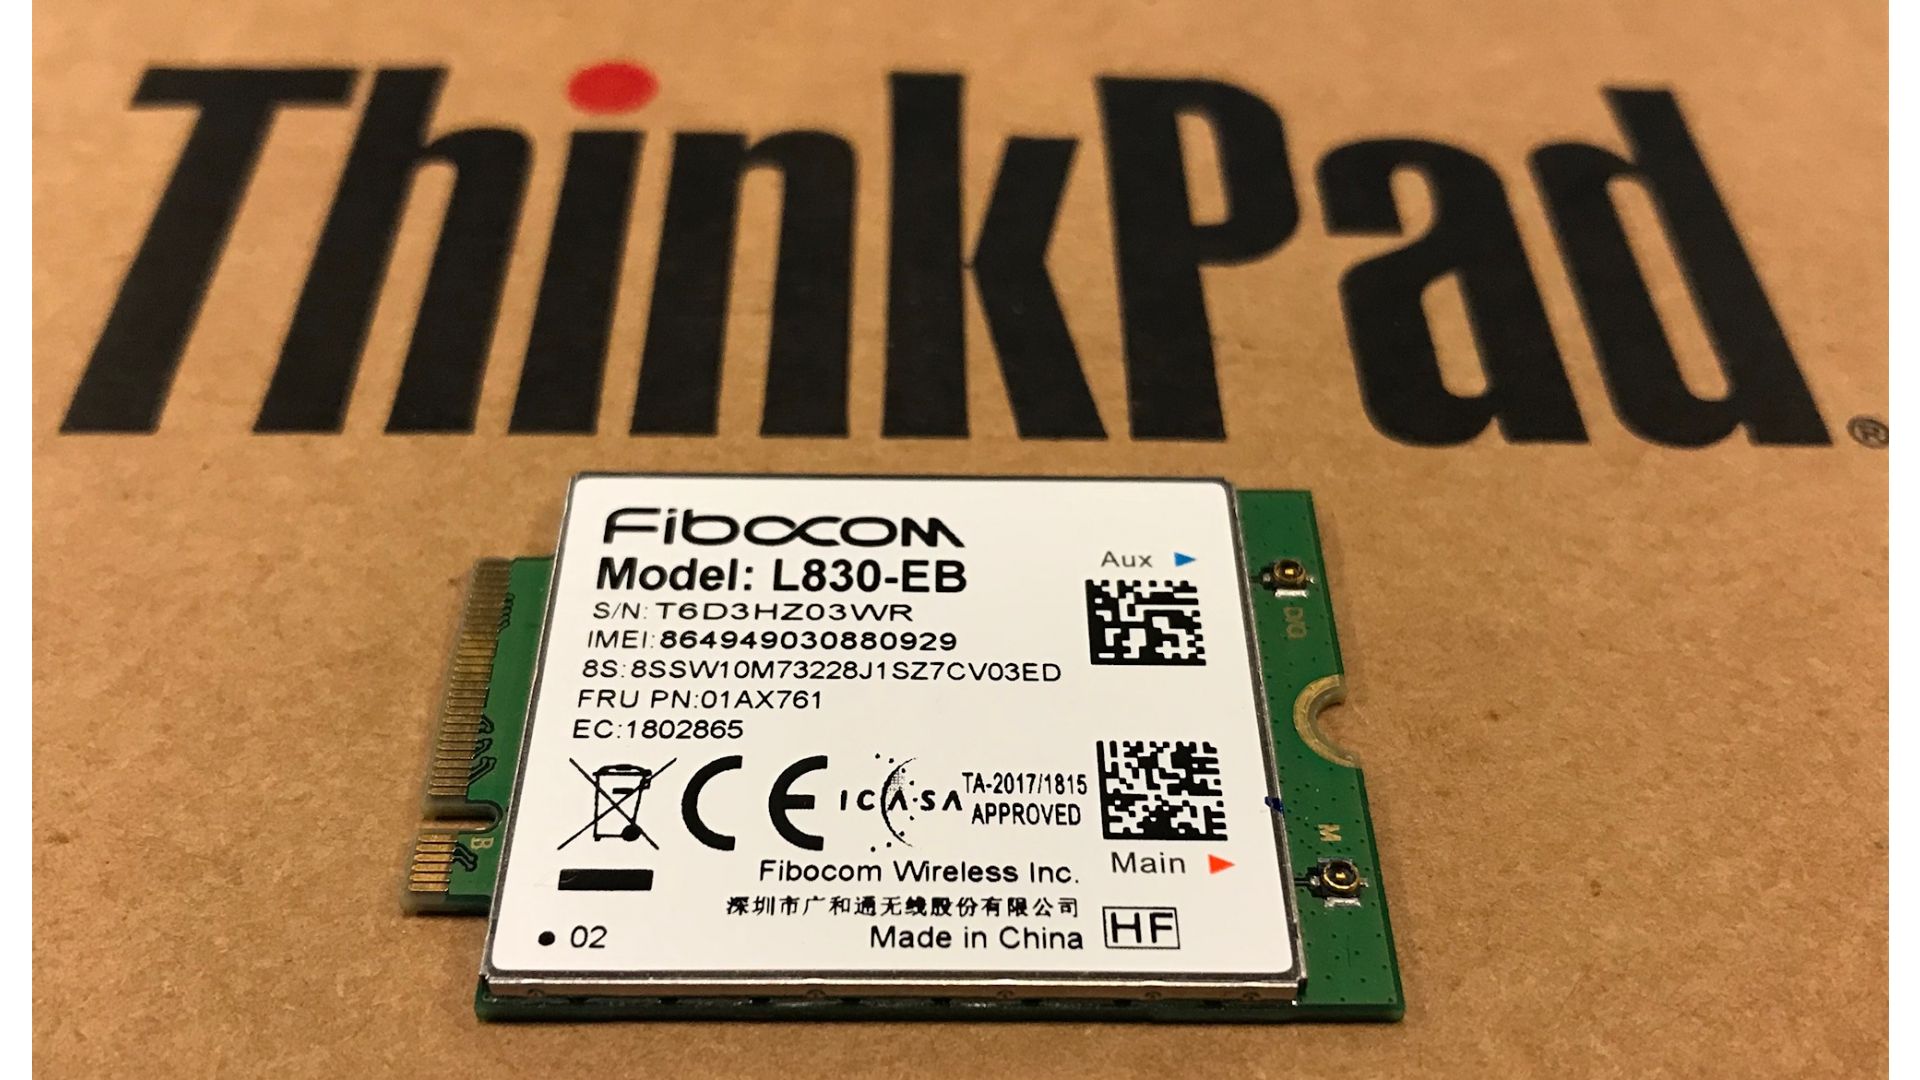 ThinkPad®
Fibocom
Model: L830-EB
S/N: T6D3HZ03WR
IMEI:864949030880929
8S:8SSW10M73228J1SZ7CV03ED
FRU PN:01AX761
EC:1802865
Aux
D/G
CE
ICASA
TA-2017/1815
APPROVED
M
Main
B
Fibocom Wireless Inc.
深圳市广和通无线股份有限公司
02
Made in China
HF